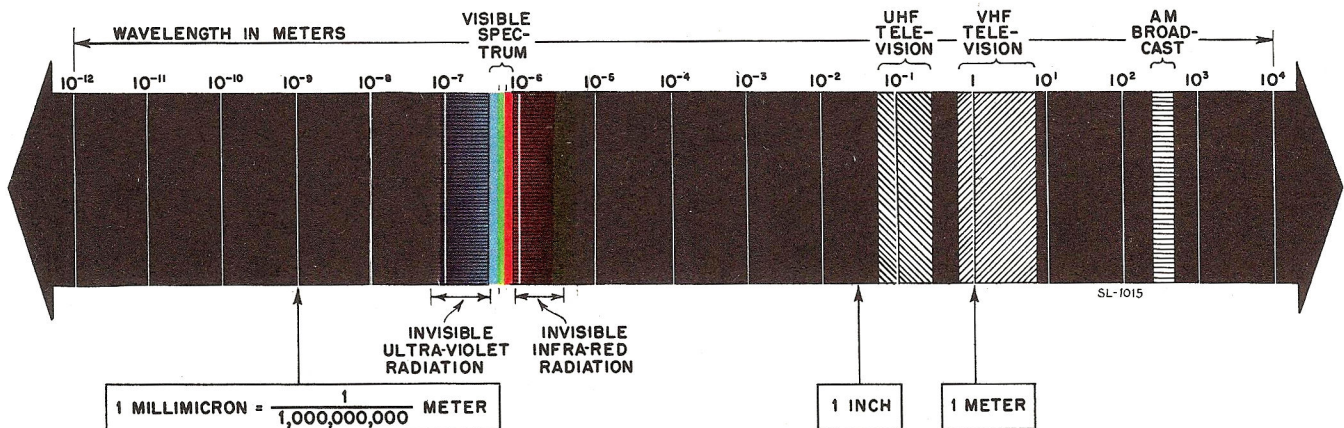 WAVELENGTH IN METERS
VISIBLE
SPEC-
TRUM
UHF
TELE-
VISION
VHF
TELE-
VISION
AM
BROAD-
CAST
10⁻¹² 10⁻¹¹ 10⁻¹⁰ 10⁻⁹ 10⁻⁸ 10⁻⁷ 10⁻⁶ 10⁻⁵ 10⁻⁴ 10⁻³ 10⁻² 10⁻¹ 1 10¹ 10² 10³ 10⁴
SL-1015
INVISIBLE
ULTRA-VIOLET
RADIATION
INVISIBLE
INFRA-RED
RADIATION
1 MILLIMICRON = 1/1,000,000,000 METER
1 INCH
1 METER